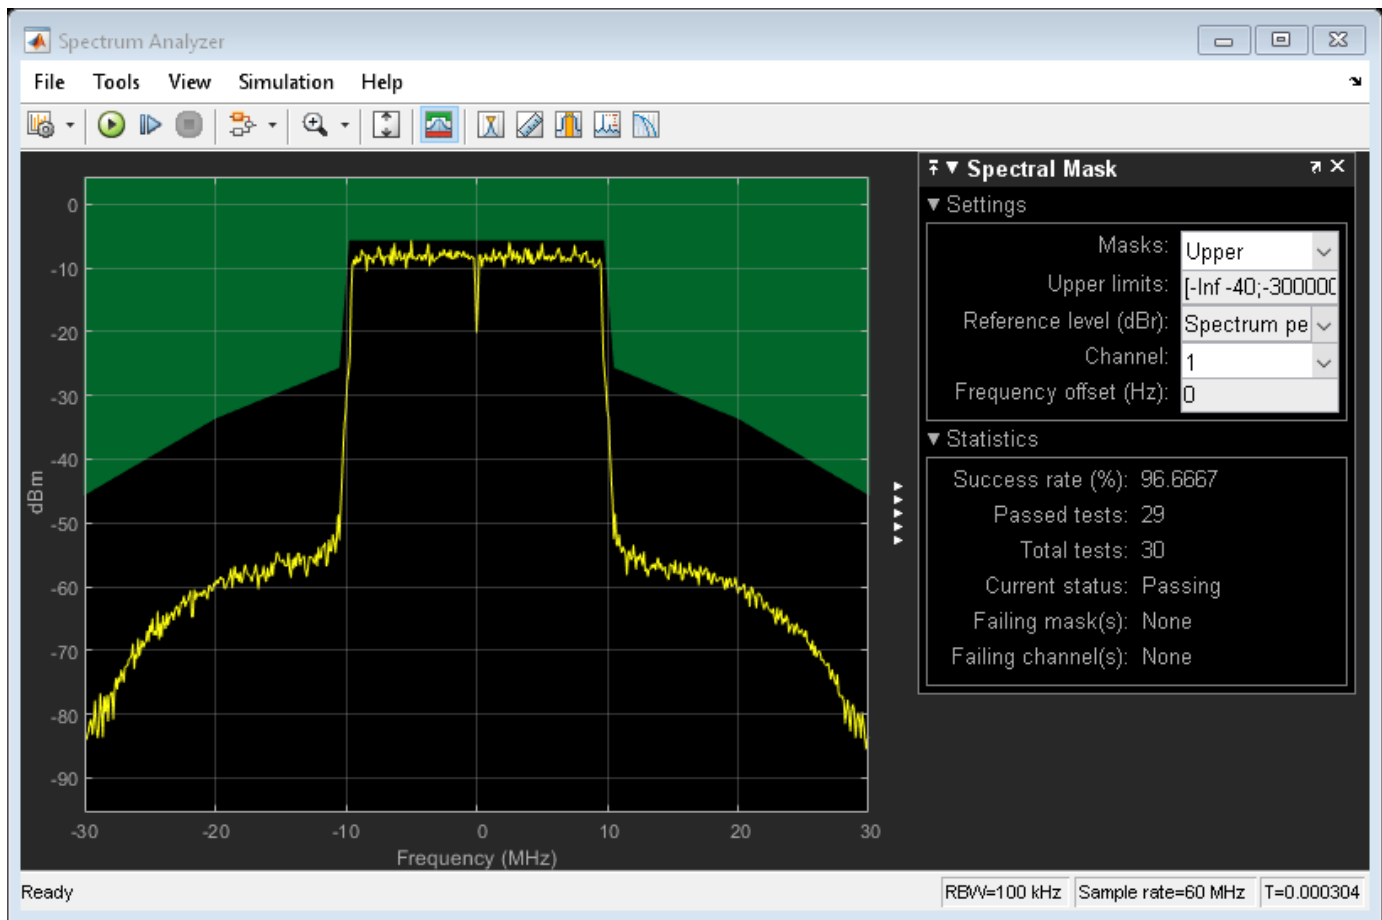 Spectrum Analyzer
File Tools View Simulation Help
0
-10
-20
-30
-40
-50
-60
-70
-80
-90
dBm
-30 -20 -10 0 10 20 30
Frequency (MHz)
Spectral Mask
Settings
Masks: Upper
Upper limits: [-Inf -40;-300000
Reference level (dBr): Spectrum pe
Channel: 1
Frequency offset (Hz): 0
Statistics
Success rate (%): 96.6667
Passed tests: 29
Total tests: 30
Current status: Passing
Failing mask(s): None
Failing channel(s): None
Ready
RBW=100 kHz Sample rate=60 MHz T=0.000304